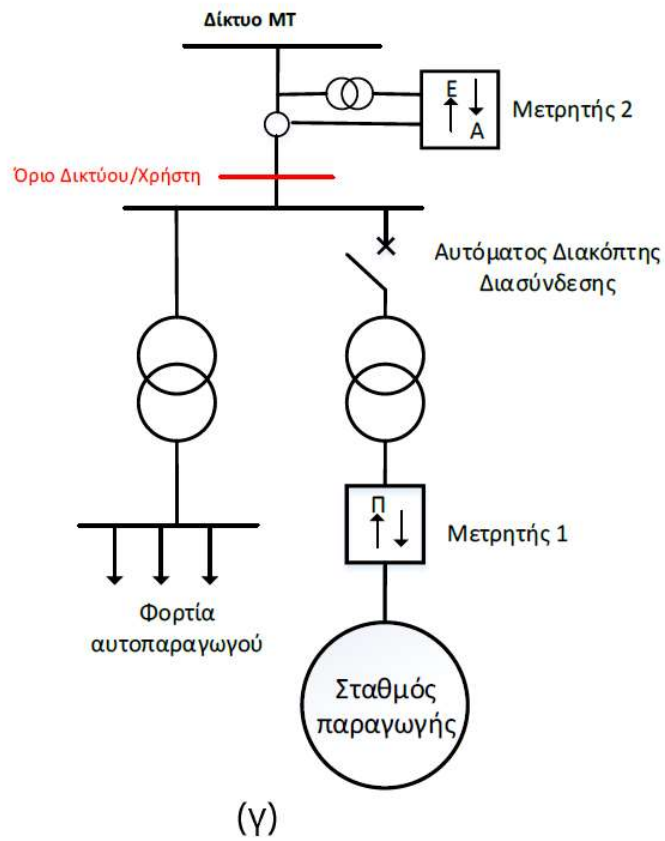 Δίκτυο ΜΤ
Ε
Α
Μετρητής 2
Όριο Δικτύου/Χρήστη
Αυτόματος Διακόπτης
Διασύνδεσης
Π
Μετρητής 1
Φορτία
αυτοπαραγωγού
Σταθμός
παραγωγής
(γ)